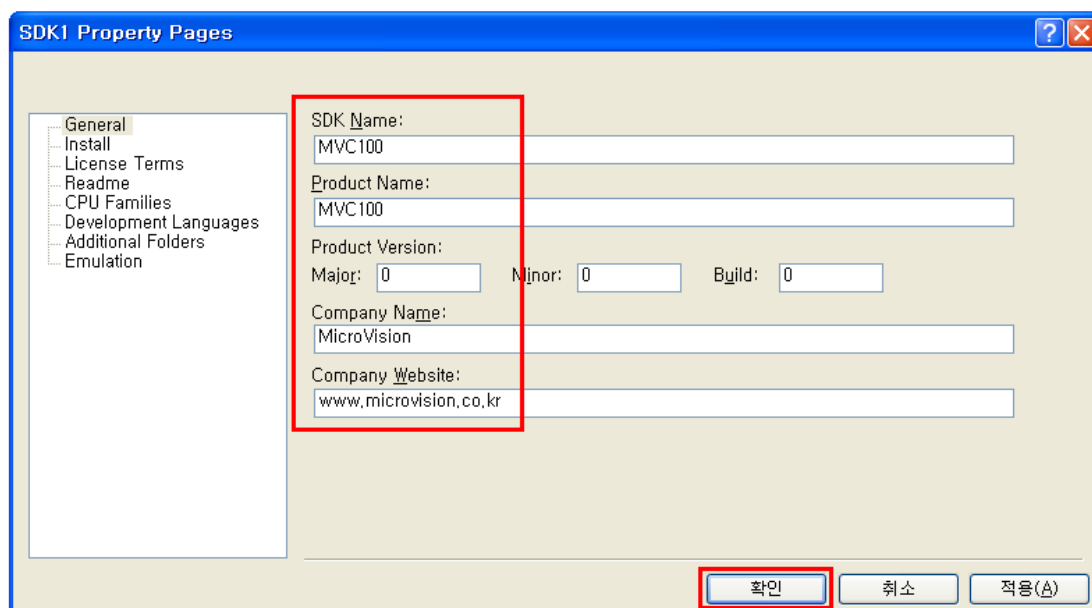 SDK1 Property Pages
General
Install
License Terms
Readme
CPU Families
Development Languages
Additional Folders
Emulation
SDK Name:
MVC100
Product Name:
MVC100
Product Version:
Major: 0 Minor: 0 Build: 0
Company Name:
MicroVision
Company Website:
www.microvision.co.kr
확인 취소 적용(A)